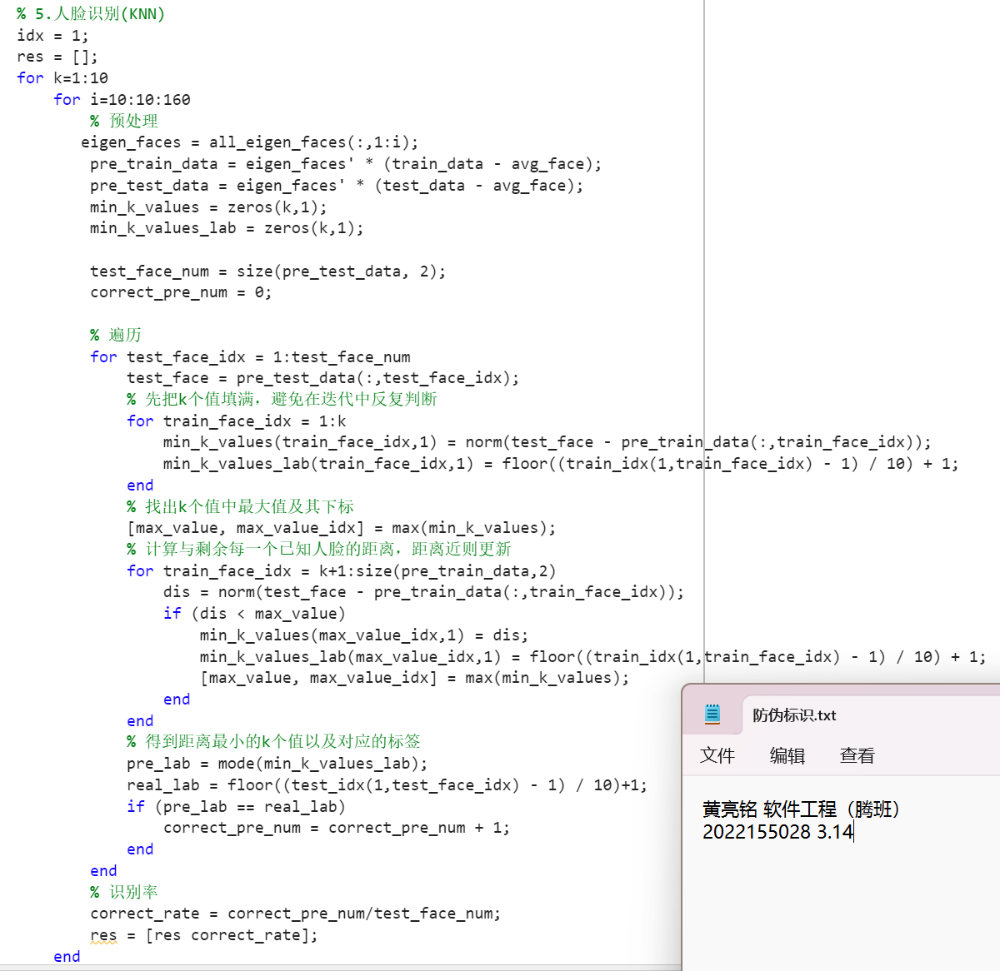 % 5.人脸识别(KNN)
idx = 1;
res = [];
for k=1:10
    for i=10:10:160
        % 预处理
       eigen_faces = all_eigen_faces(:,1:i);
        pre_train_data = eigen_faces' * (train_data - avg_face);
        pre_test_data = eigen_faces' * (test_data - avg_face);
        min_k_values = zeros(k,1);
        min_k_values_lab = zeros(k,1);

        test_face_num = size(pre_test_data, 2);
        correct_pre_num = 0;

        % 遍历
        for test_face_idx = 1:test_face_num
            test_face = pre_test_data(:,test_face_idx);
            % 先把k个值填满，避免在迭代中反复判断
            for train_face_idx = 1:k
                min_k_values(train_face_idx,1) = norm(test_face - pre_train_data(:,train_face_idx));
                min_k_values_lab(train_face_idx,1) = floor((train_idx(1,train_face_idx) - 1) / 10) + 1;
            end
            % 找出k个值中最大值及其下标
            [max_value, max_value_idx] = max(min_k_values);
            % 计算与剩余每一个已知人脸的距离，距离近则更新
            for train_face_idx = k+1:size(pre_train_data,2)
                dis = norm(test_face - pre_train_data(:,train_face_idx));
                if (dis < max_value)
                    min_k_values(max_value_idx,1) = dis;
                    min_k_values_lab(max_value_idx,1) = floor((train_idx(1,train_face_idx) - 1) / 10) + 1;
                    [max_value, max_value_idx] = max(min_k_values);
                end
            end
            % 得到距离最小的k个值以及对应的标签
            pre_lab = mode(min_k_values_lab);
            real_lab = floor((test_idx(1,test_face_idx) - 1) / 10)+1;
            if (pre_lab == real_lab)
                correct_pre_num = correct_pre_num + 1;
            end
        end
        % 识别率
        correct_rate = correct_pre_num/test_face_num;
        res = [res correct_rate];
    end
防伪标识.txt
文件 编辑 查看
黄亮铭 软件工程（腾班）
2022155028 3.14